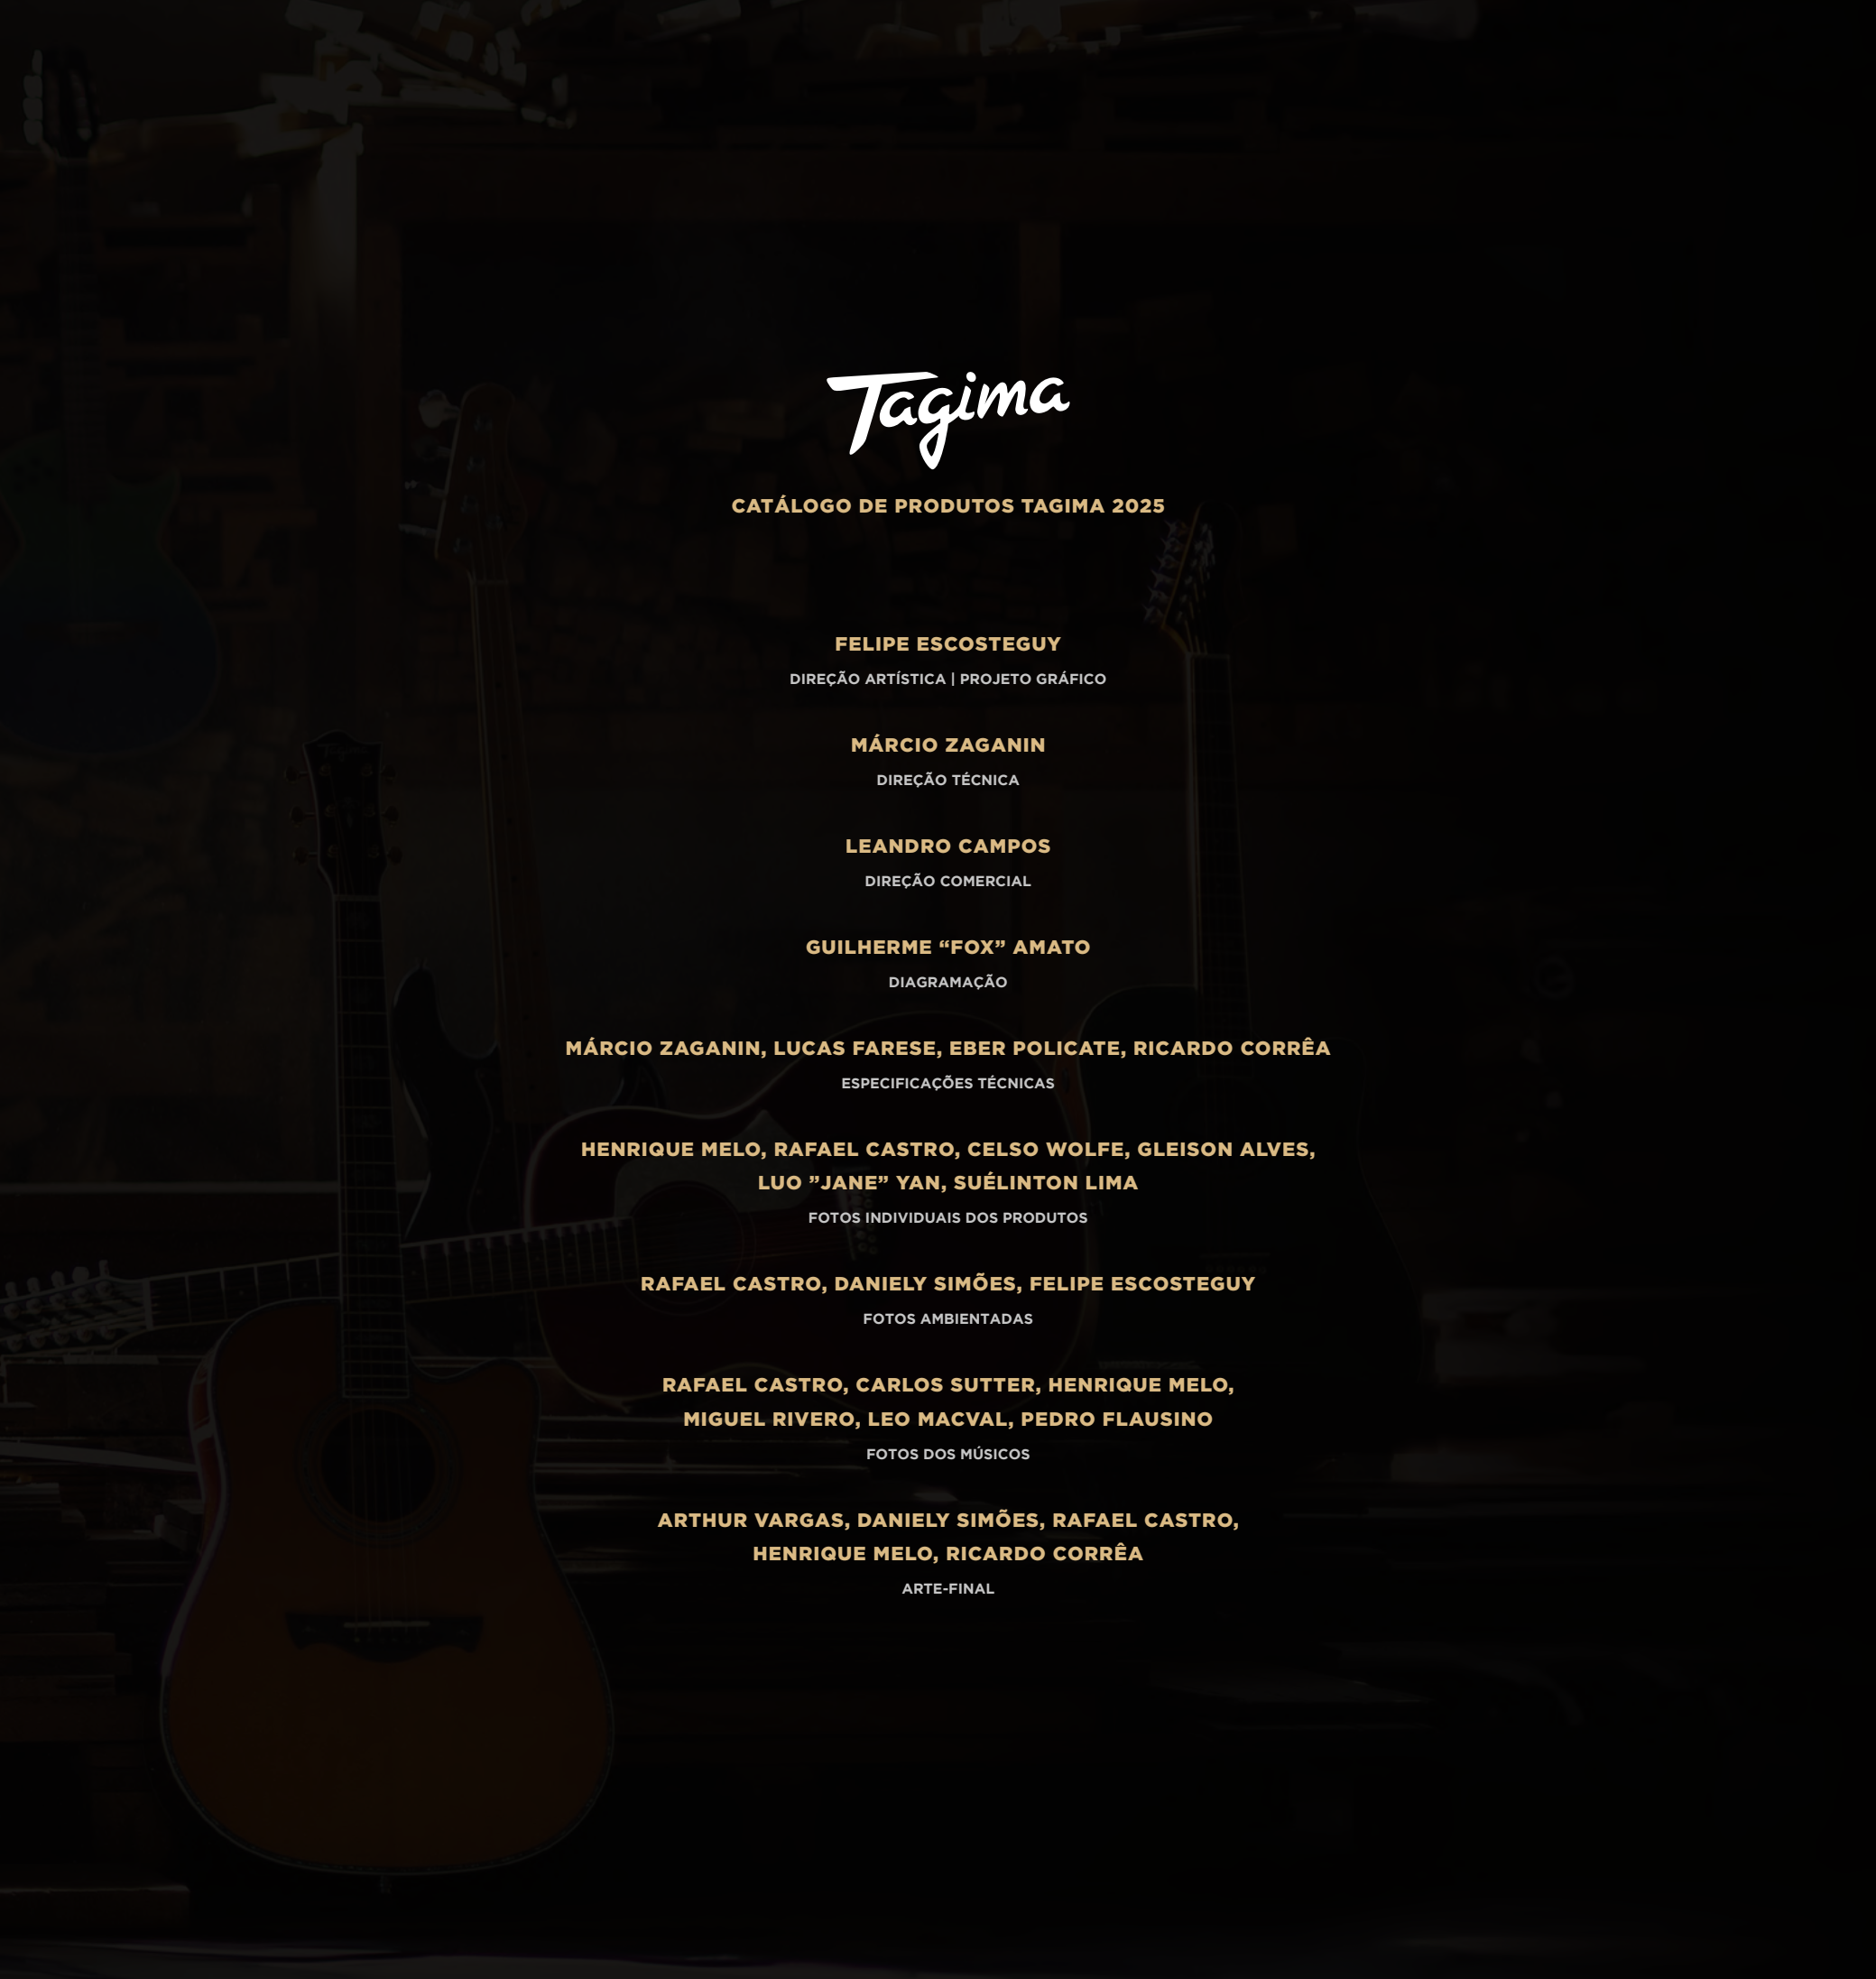 Tagima
CATÁLOGO DE PRODUTOS TAGIMA 2025
FELIPE ESCOSTEGUY
DIREÇÃO ARTÍSTICA | PROJETO GRÁFICO
MÁRCIO ZAGANIN
DIREÇÃO TÉCNICA
LEANDRO CAMPOS
DIREÇÃO COMERCIAL
GUILHERME “FOX” AMATO
DIAGRAMAÇÃO
MÁRCIO ZAGANIN, LUCAS FARESE, EBER POLICATE, RICARDO CORRÊA
ESPECIFICAÇÕES TÉCNICAS
HENRIQUE MELO, RAFAEL CASTRO, CELSO WOLFE, GLEISON ALVES,
LUO ”JANE” YAN, SUÉLINTON LIMA
FOTOS INDIVIDUAIS DOS PRODUTOS
RAFAEL CASTRO, DANIELY SIMÕES, FELIPE ESCOSTEGUY
FOTOS AMBIENTADAS
RAFAEL CASTRO, CARLOS SUTTER, HENRIQUE MELO,
MIGUEL RIVERO, LEO MACVAL, PEDRO FLAUSINO
FOTOS DOS MÚSICOS
ARTHUR VARGAS, DANIELY SIMÕES, RAFAEL CASTRO,
HENRIQUE MELO, RICARDO CORRÊA
ARTE-FINAL